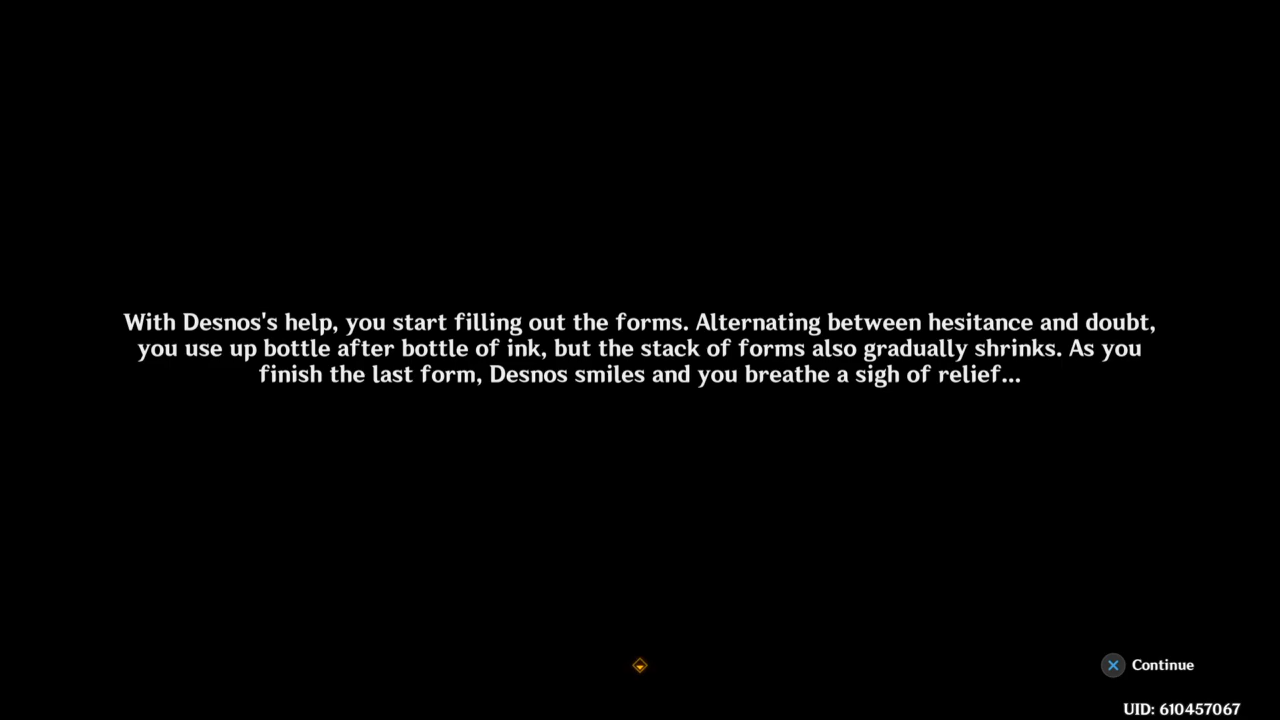 With Desnos's help, you start filling out the forms. Alternating between hesitance and doubt,
you use up bottle after bottle of ink, but the stack of forms also gradually shrinks. As you
finish the last form, Desnos smiles and you breathe a sigh of relief...
Continue
UID: 610457067